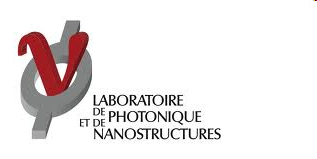 LABORATOIRE
DE PHOTONIQUE
ET DE
NANOSTRUCTURES